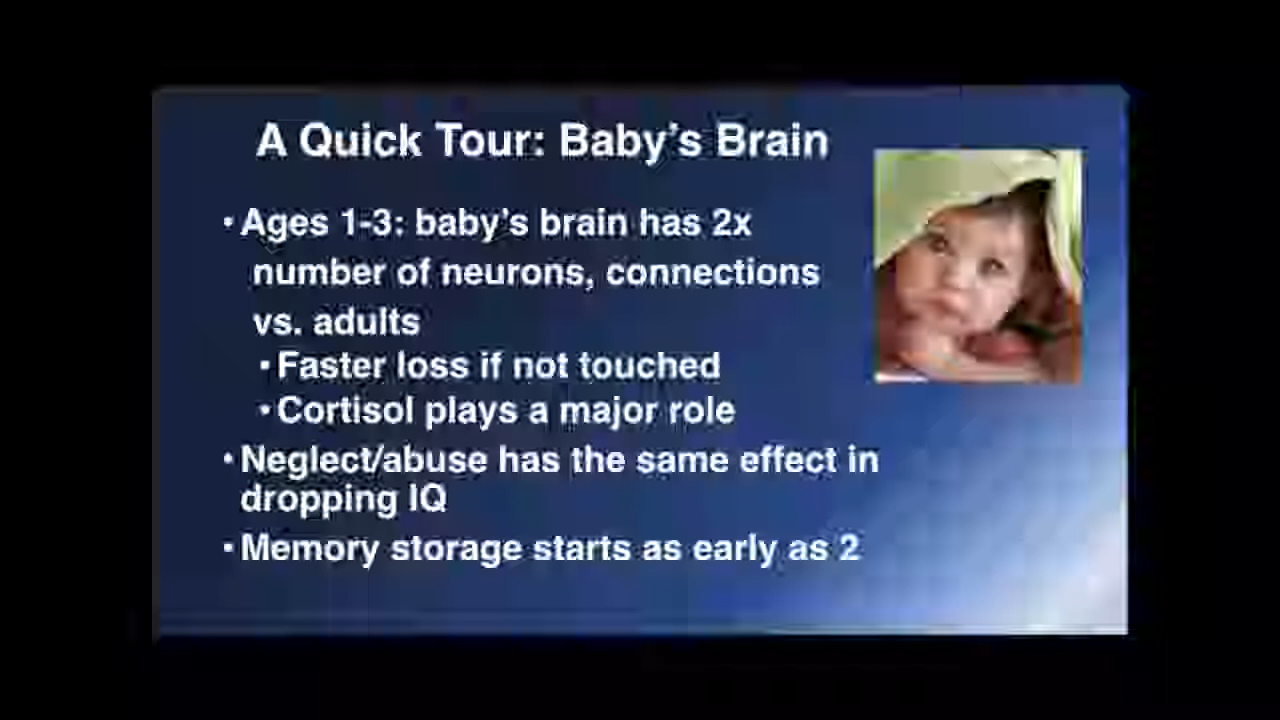 A Quick Tour: Baby's Brain
• Ages 1-3: baby's brain has 2x
number of neurons, connections
vs. adults
• Faster loss if not touched
• Cortisol plays a major role
• Neglect/abuse has the same effect in
dropping IQ
• Memory storage starts as early as 2